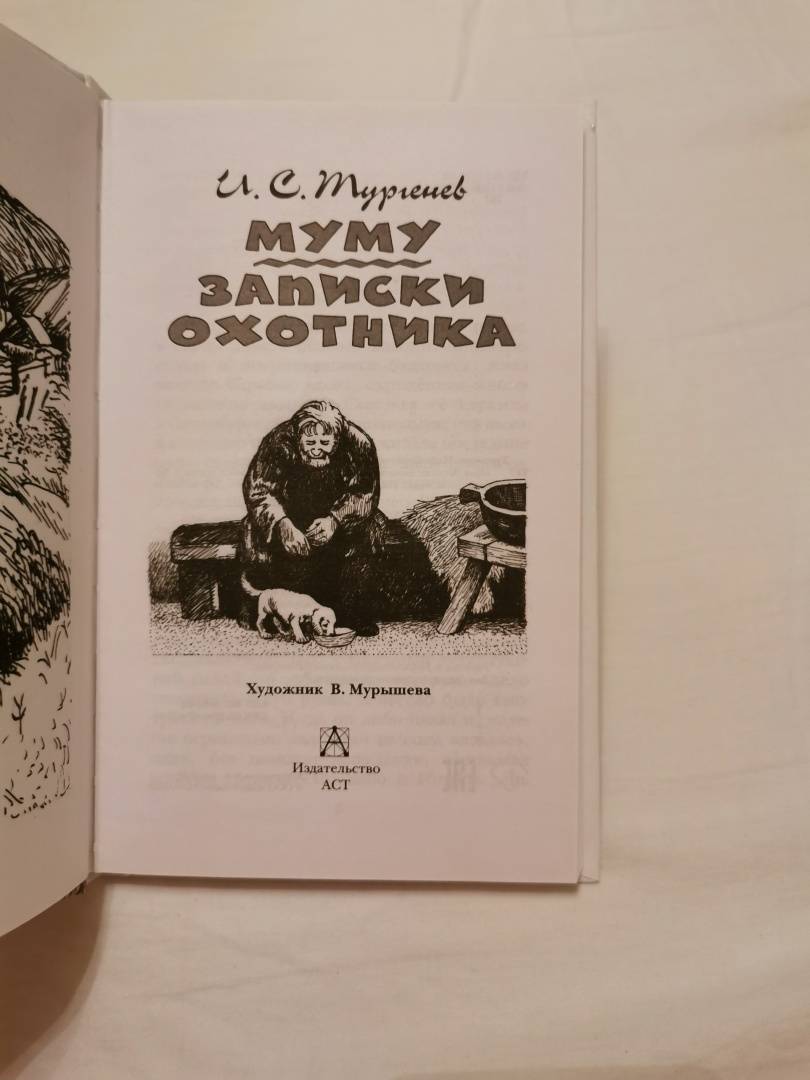 И. С. Тургенев
МУМУ
ЗАПИСКИ
ОХОТНИКА
Художник В. Мурышева
Издательство
АСТ